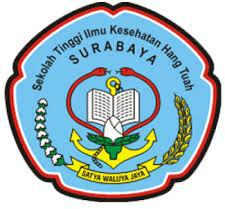 Sekolah Tinggi Ilmu Kesehatan Hang Tuah
SURABAYA
SATYA WALUYA JAYA